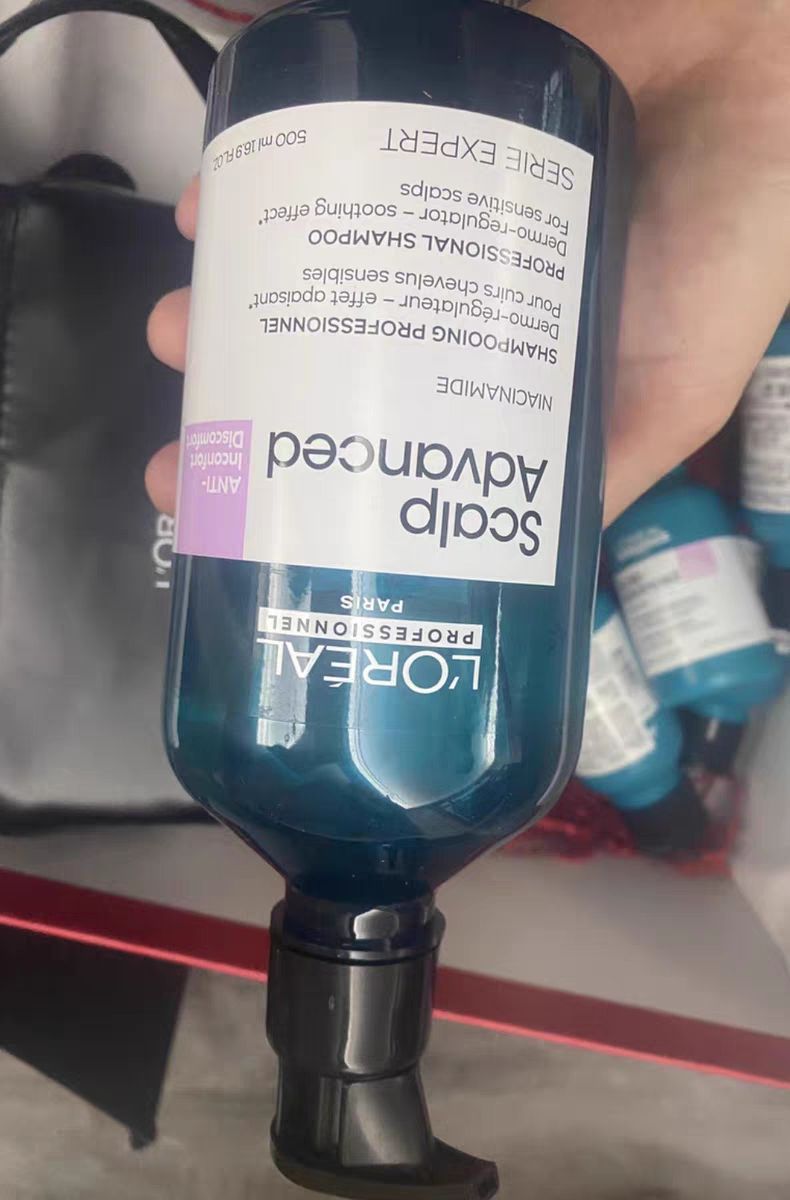 L'ORÉAL
PROFESSIONNEL
PARIS
Scalp
Advanced
ANTI-
Inconfort
Discomfort
NIACINAMIDE
SHAMPOOING PROFESSIONNEL
Dermo-régulateur – effet apaisant*
Pour cuirs chevelus sensibles
PROFESSIONAL SHAMPOO
Dermo-regulator – soothing effect*
For sensitive scalps
SERIE EXPERT
500 ml 16.9 FL.OZ.
L'OR